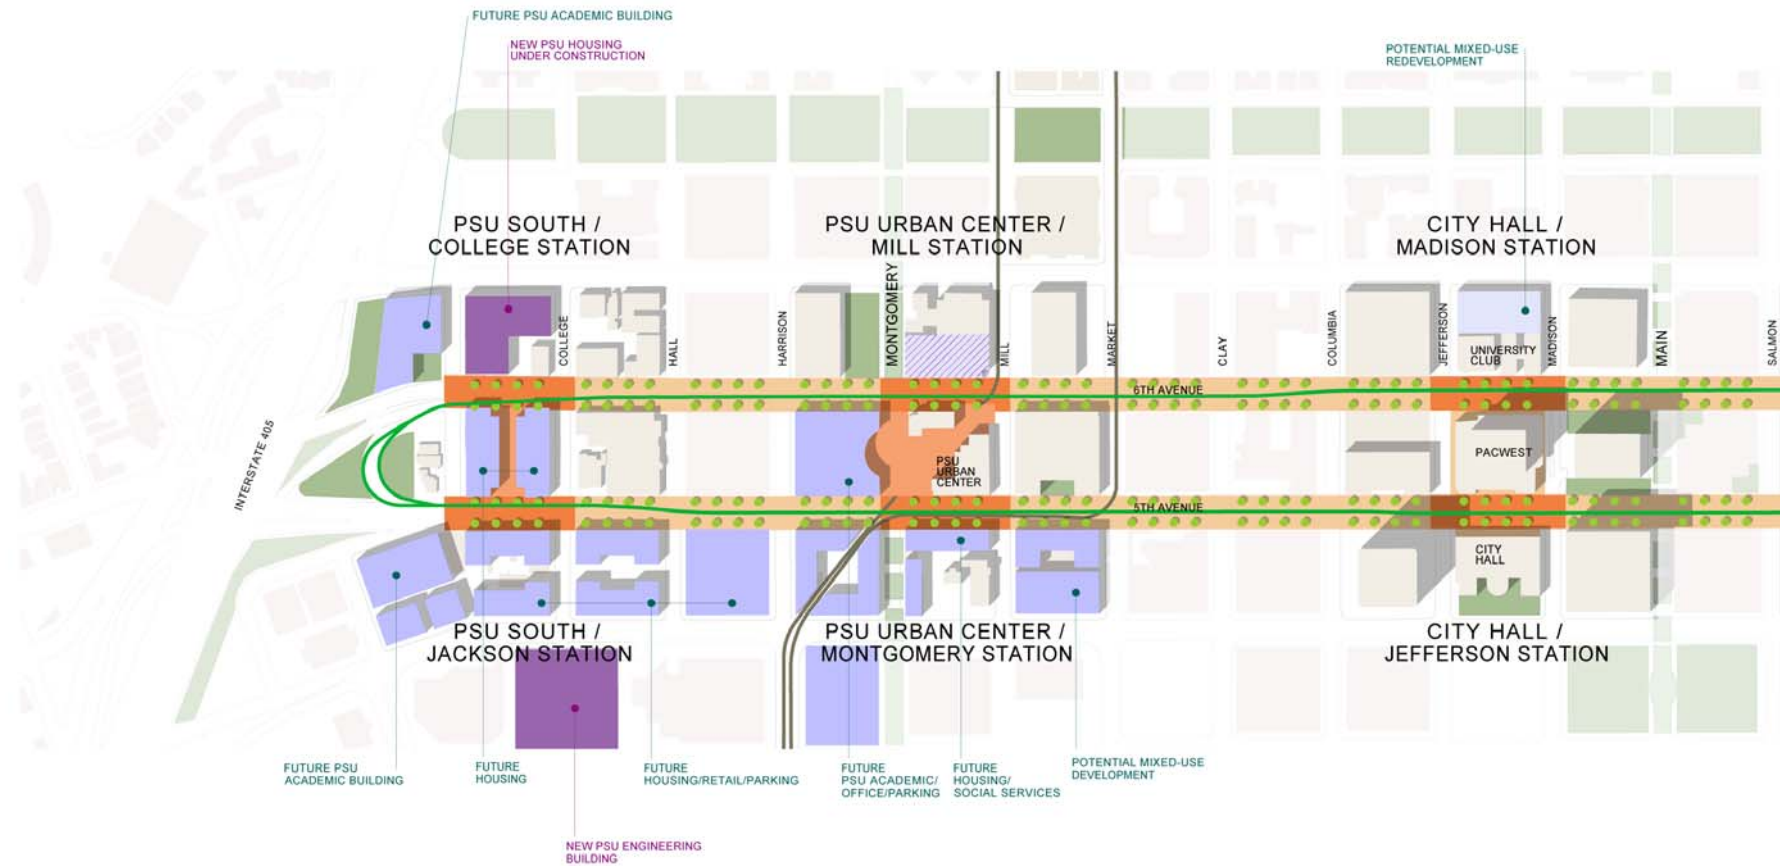 FUTURE PSU ACADEMIC BUILDING
NEW PSU HOUSING
UNDER CONSTRUCTION
POTENTIAL MIXED-USE
REDEVELOPMENT
PSU SOUTH /
COLLEGE STATION
PSU URBAN CENTER /
MILL STATION
CITY HALL /
MADISON STATION
COLLEGE
HALL
HARRISON
MONTGOMERY
MILL
MARKET
CLAY
COLUMBIA
JEFFERSON
UNIVERSITY
CLUB
MADISON
MAIN
SALMON
6TH AVENUE
INTERSTATE 405
PSU
URBAN
CENTER
PACWEST
5TH AVENUE
CITY
HALL
PSU SOUTH /
JACKSON STATION
PSU URBAN CENTER /
MONTGOMERY STATION
CITY HALL /
JEFFERSON STATION
FUTURE PSU
ACADEMIC BUILDING
FUTURE
HOUSING
FUTURE
HOUSING/RETAIL/PARKING
FUTURE
PSU ACADEMIC/
OFFICE/PARKING
FUTURE
HOUSING/
SOCIAL SERVICES
POTENTIAL MIXED-USE
DEVELOPMENT
NEW PSU ENGINEERING
BUILDING